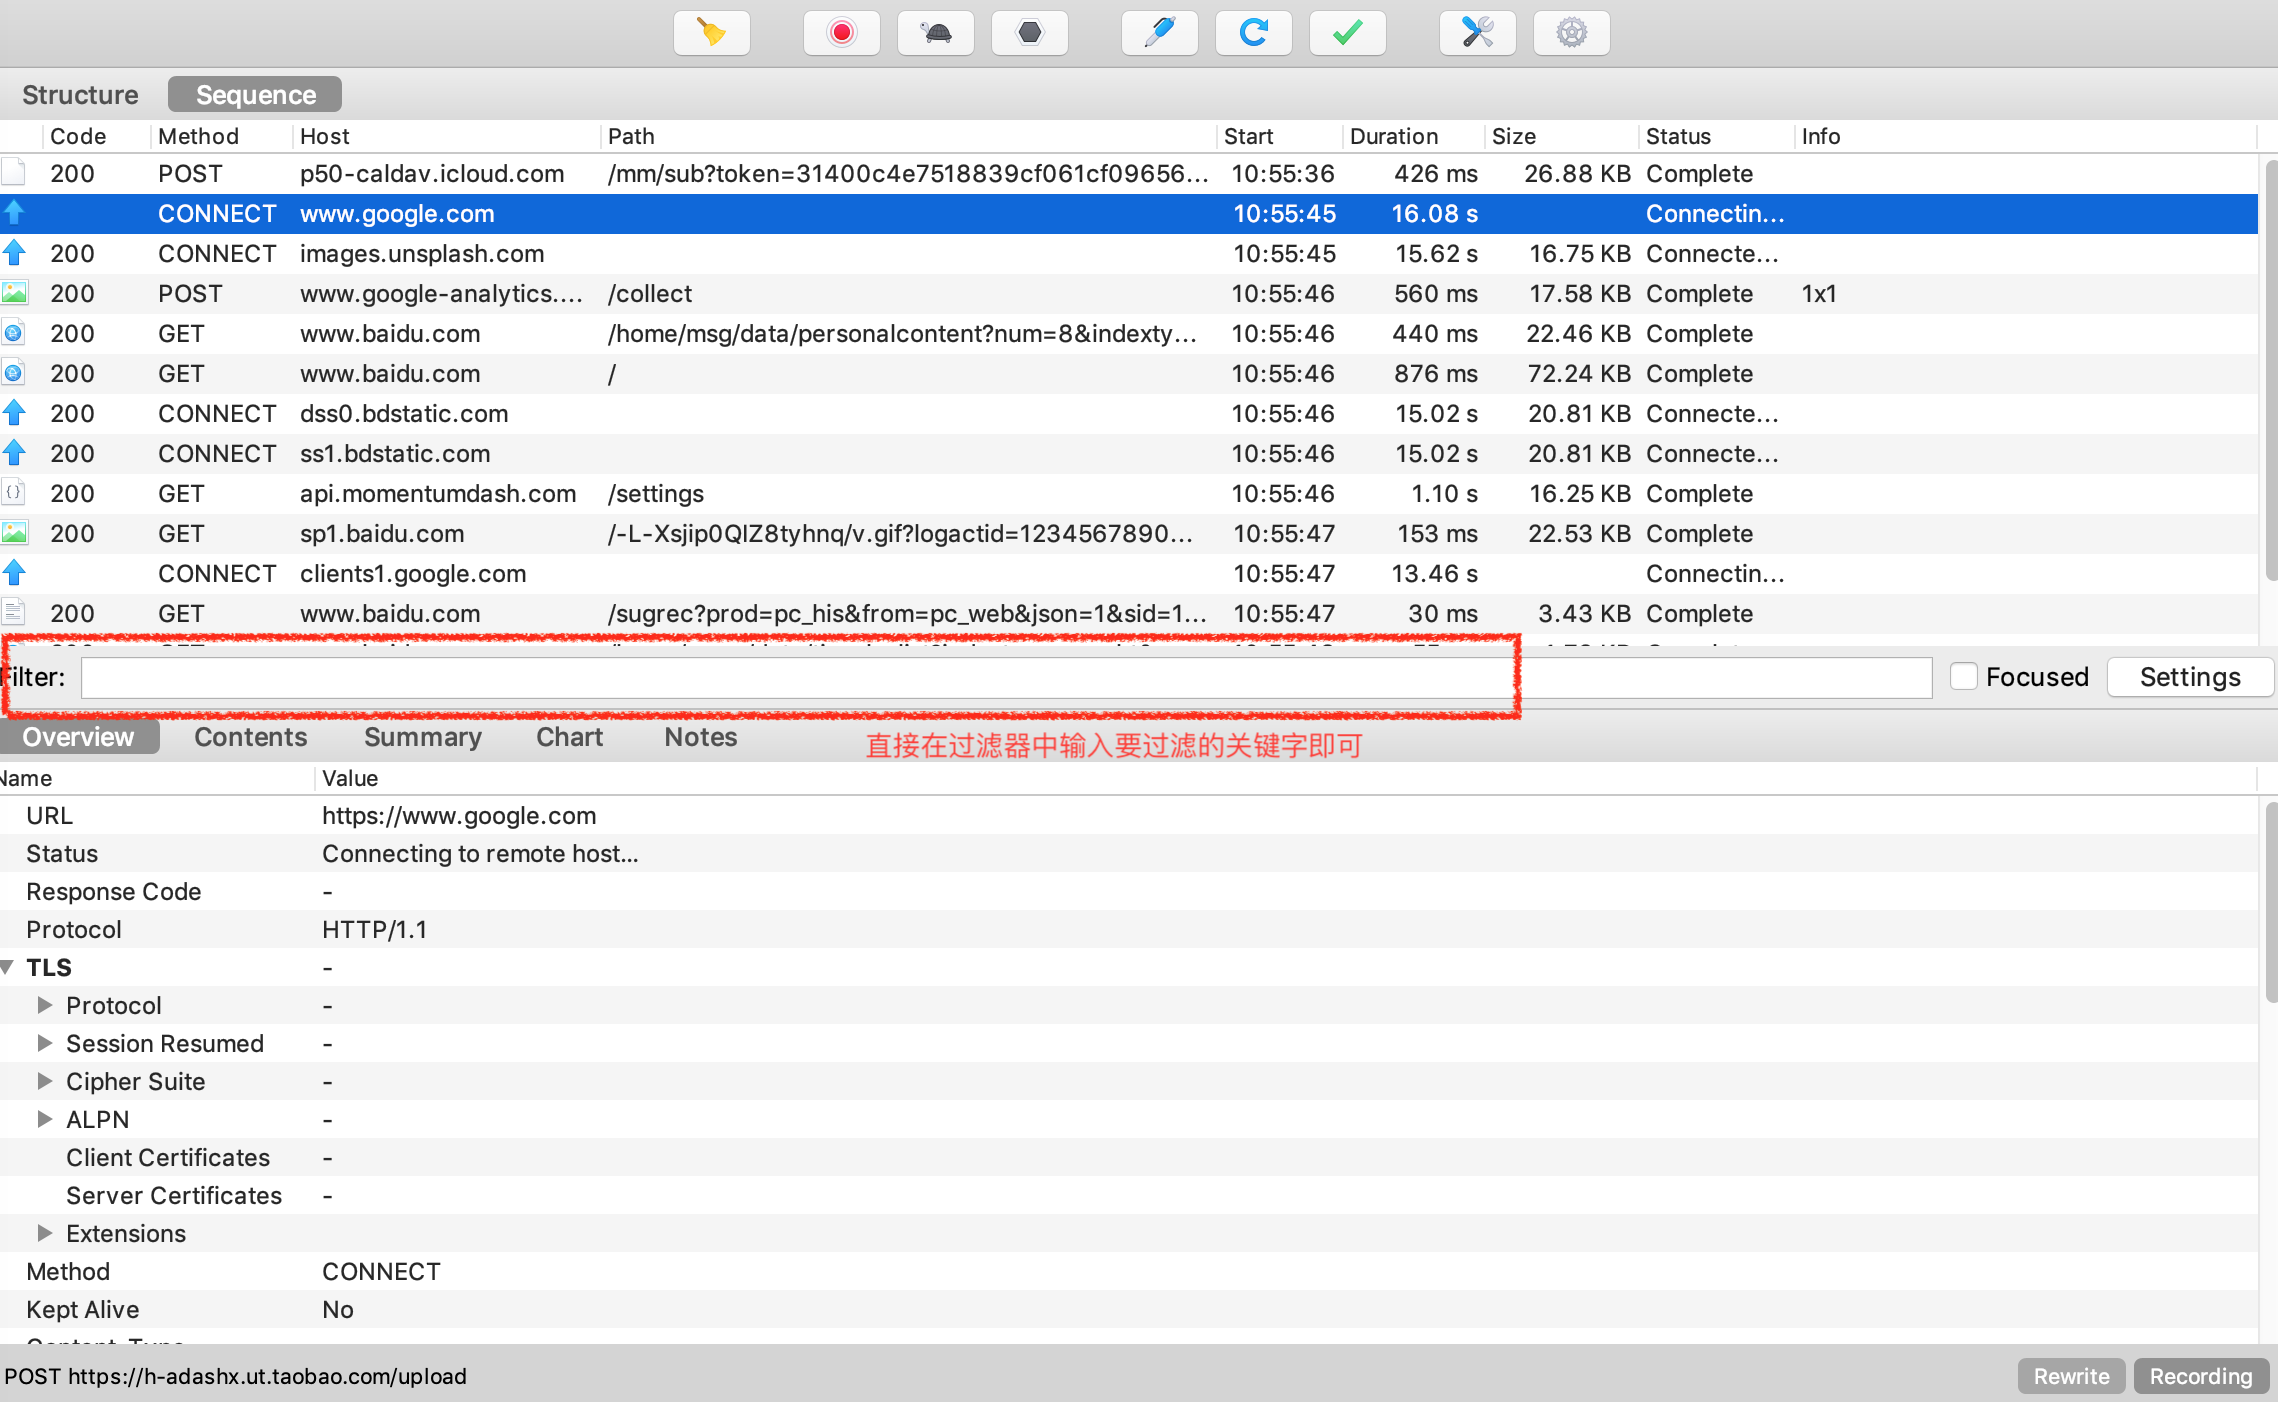 Structure Sequence
Code Method Host Path Start Duration Size Status Info
200 POST p50-caldav.icloud.com /mm/sub?token=31400c4e7518839cf061cf09656... 10:55:36 426 ms 26.88 KB Complete
CONNECT www.google.com 10:55:45 16.08 s Connectin...
200 CONNECT images.unsplash.com 10:55:45 15.62 s 16.75 KB Connecte...
200 POST www.google-analytics.... /collect 10:55:46 560 ms 17.58 KB Complete 1x1
200 GET www.baidu.com /home/msg/data/personalcontent?num=8&indexty... 10:55:46 440 ms 22.46 KB Complete
200 GET www.baidu.com / 10:55:46 876 ms 72.24 KB Complete
200 CONNECT dss0.bdstatic.com 10:55:46 15.02 s 20.81 KB Connecte...
200 CONNECT ss1.bdstatic.com 10:55:46 15.02 s 20.81 KB Connecte...
{} 200 GET api.momentumdash.com /settings 10:55:46 1.10 s 16.25 KB Complete
200 GET sp1.baidu.com /-L-Xsjip0QIZ8tyhnq/v.gif?logactid=1234567890... 10:55:47 153 ms 22.53 KB Complete
CONNECT clients1.google.com 10:55:47 13.46 s Connectin...
200 GET www.baidu.com /sugrec?prod=pc_his&from=pc_web&json=1&sid=1... 10:55:47 30 ms 3.43 KB Complete
Filter: Focused Settings
Overview Contents Summary Chart Notes
直接在过滤器中输入要过滤的关键字即可
Name Value
URL https://www.google.com
Status Connecting to remote host...
Response Code -
Protocol HTTP/1.1
TLS -
Protocol -
Session Resumed -
Cipher Suite -
ALPN -
Client Certificates -
Server Certificates -
Extensions
Method CONNECT
Kept Alive No
POST https://h-adashx.ut.taobao.com/upload Rewrite Recording